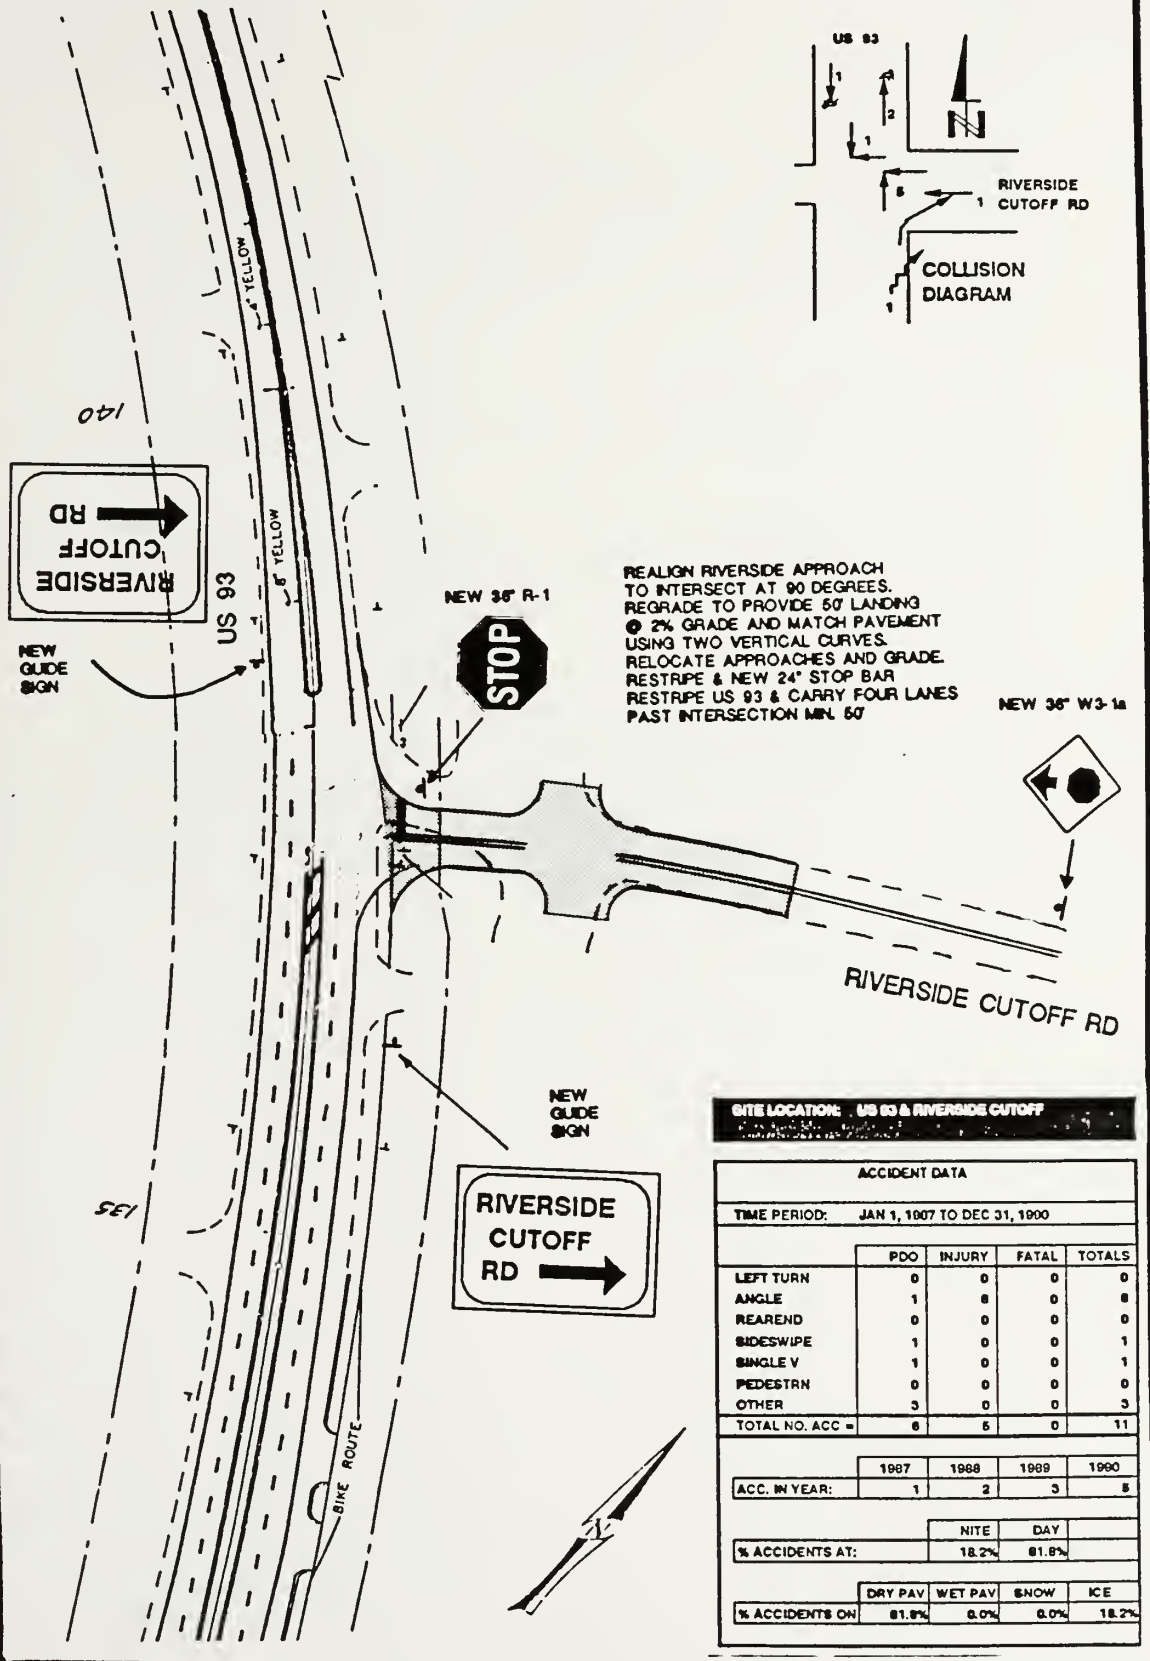 US 93
1
3
2
1
5
1
RIVERSIDE
CUTOFF RD
N
COLLISION
DIAGRAM
1
4" YELLOW
140
RIVERSIDE
CUTOFF
RD
8" YELLOW
US 93
NEW
GUIDE
SIGN
NEW 36" R-1
STOP
3
REALIGN RIVERSIDE APPROACH
TO INTERSECT AT 90 DEGREES.
REGRADE TO PROVIDE 50' LANDING
@ 2% GRADE AND MATCH PAVEMENT
USING TWO VERTICAL CURVES.
RELOCATE APPROACHES AND GRADE.
RESTRIPE & NEW 24" STOP BAR
RESTRIPE US 93 & CARRY FOUR LANES
PAST INTERSECTION MIN. 50'
NEW 36" W3-1a
RIVERSIDE CUTOFF RD
NEW
GUIDE
SIGN
RIVERSIDE
CUTOFF
RD
135
BIKE ROUTE
SITE LOCATION: US 93 & RIVERSIDE CUTOFF
ACCIDENT DATA
TIME PERIOD: JAN 1, 1987 TO DEC 31, 1990
PDO INJURY FATAL TOTALS
LEFT TURN 0 0 0 0
ANGLE 1 0
REAREND 0 0 0 0
SIDESWIPE 1 0 0 1
SINGLE V 1 0 0 1
PEDESTRN 0 0 0 0
OTHER 3 0 0 3
TOTAL NO. ACC = 6 5 0 11
1987 1988 1989 1990
ACC. IN YEAR: 1 2 3 5
NITE DAY
% ACCIDENTS AT: 18.2% 81.8%
DRY PAV WET PAV SNOW ICE
% ACCIDENTS ON 81.8% 0.0% 0.0% 18.2%